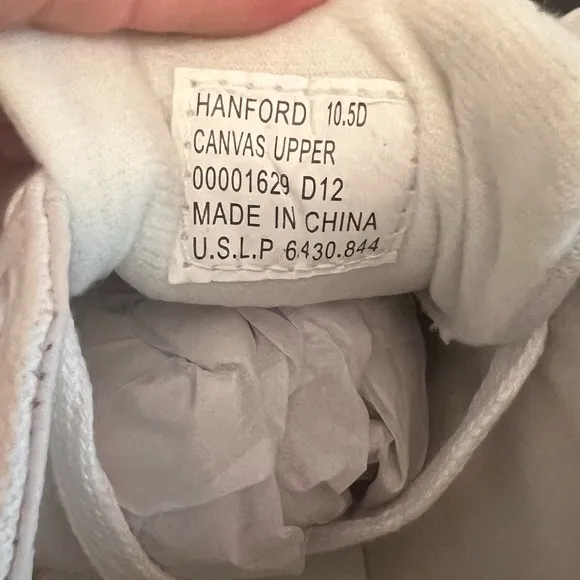 HANFORD 10.5D
CANVAS UPPER
00001629 D12
MADE IN CHINA
U.S.L.P 6430.844